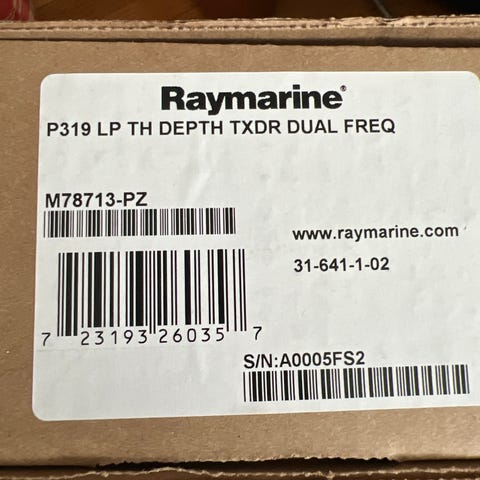 Raymarine®
P319 LP TH DEPTH TXDR DUAL FREQ
M78713-PZ
www.raymarine.com
31-641-1-02
7 23193 26035 7
S/N:A0005FS2